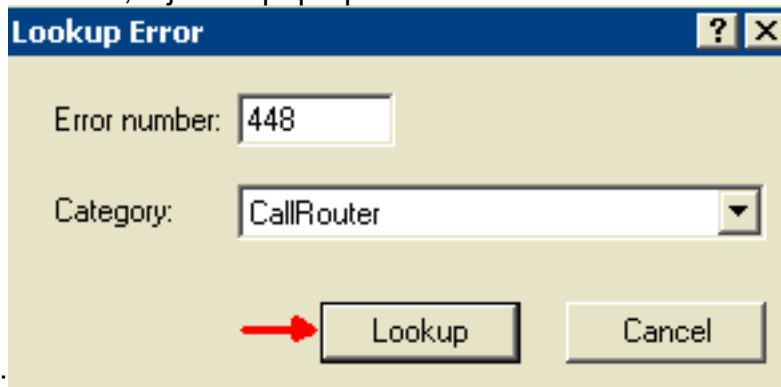 Lookup Error
Error number: 448
Category: CallRouter
Lookup Cancel
.